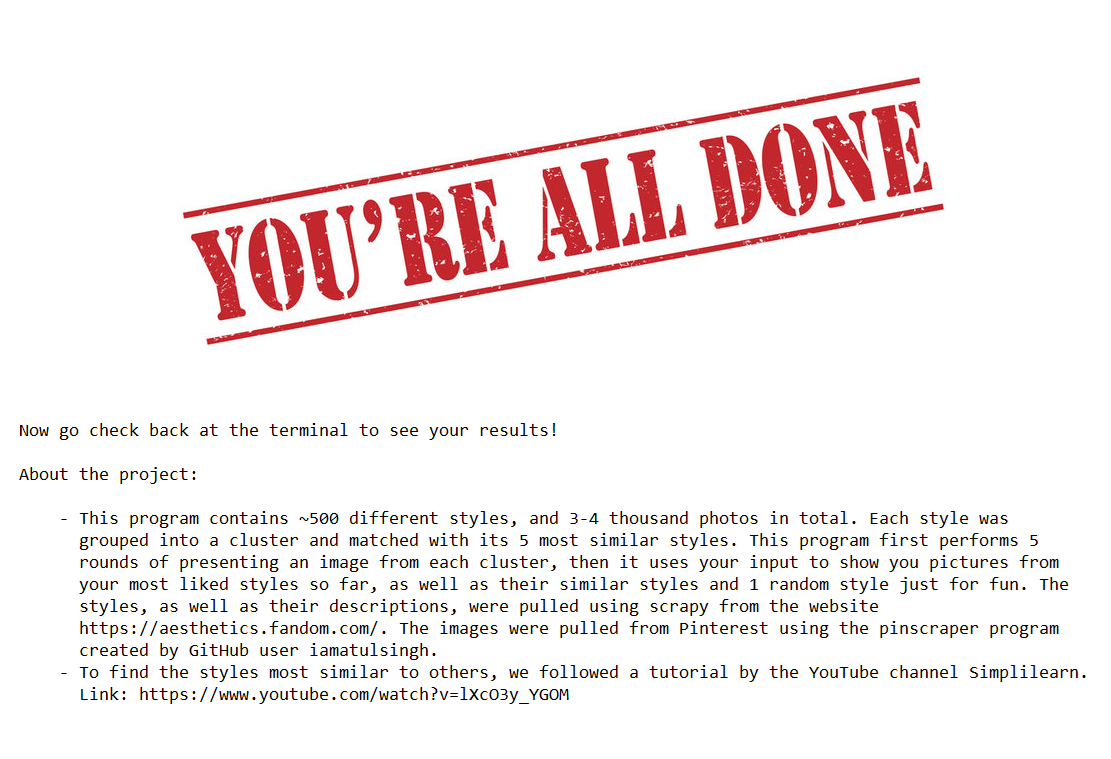 YOU'RE ALL DONE
Now go check back at the terminal to see your results!
About the project:
- This program contains ~500 different styles, and 3-4 thousand photos in total. Each style was
grouped into a cluster and matched with its 5 most similar styles. This program first performs 5
rounds of presenting an image from each cluster, then it uses your input to show you pictures from
your most liked styles so far, as well as their similar styles and 1 random style just for fun. The
styles, as well as their descriptions, were pulled using scrapy from the website
https://aesthetics.fandom.com/. The images were pulled from Pinterest using the pinscraper program
created by GitHub user iamatulsingh.
- To find the styles most similar to others, we followed a tutorial by the YouTube channel Simplilearn.
Link: https://www.youtube.com/watch?v=lXcO3y_YGOM